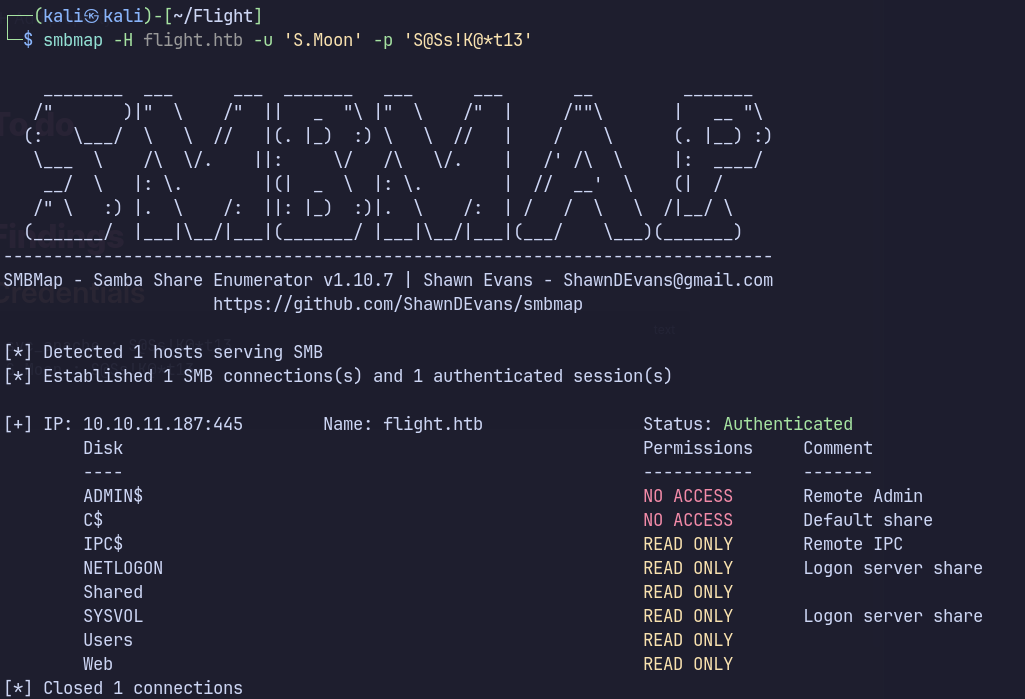 ┌──(kali㉿kali)-[~/Flight]
└─$ smbmap -H flight.htb -u 'S.Moon' -p 'S@Ss!K@*t13'
    ________  ___      ___  _______   ___      ___       __         _______
   /"       )|"  \    /"  ||   _  "\ |"  \    /"  |     /""\       |   __ "\
  (:   \___/  \   \  //   |(. |_)  :) \   \  //   |    /    \      (. |__) :)
   \___  \    /\  \/.    ||:     \/   /\   \/.    |   /' /\  \     |:  ____/
    __/  \   |: \.        |(|  _  \  |: \.        |  //  __'  \    (|  /
   /" \   :) |.  \    /:  ||: |_)  :)|.  \    /:  | /   /  \   \  /|__/ \
  (_______/  |___|\__/|___|(_______/ |___|\__/|___|(___/    \___)(_______)
-----------------------------------------------------------------------------
SMBMap - Samba Share Enumerator v1.10.7 | Shawn Evans - ShawnDEvans@gmail.com
https://github.com/ShawnDEvans/smbmap
[*] Detected 1 hosts serving SMB
[*] Established 1 SMB connections(s) and 1 authenticated session(s)
[+] IP: 10.10.11.187:445 Name: flight.htb Status: Authenticated
Disk Permissions Comment
---- ----------- -------
ADMIN$ NO ACCESS Remote Admin
C$ NO ACCESS Default share
IPC$ READ ONLY Remote IPC
NETLOGON READ ONLY Logon server share
Shared READ ONLY
SYSVOL READ ONLY Logon server share
Users READ ONLY
Web READ ONLY
[*] Closed 1 connections
To do
Findings
Credentials